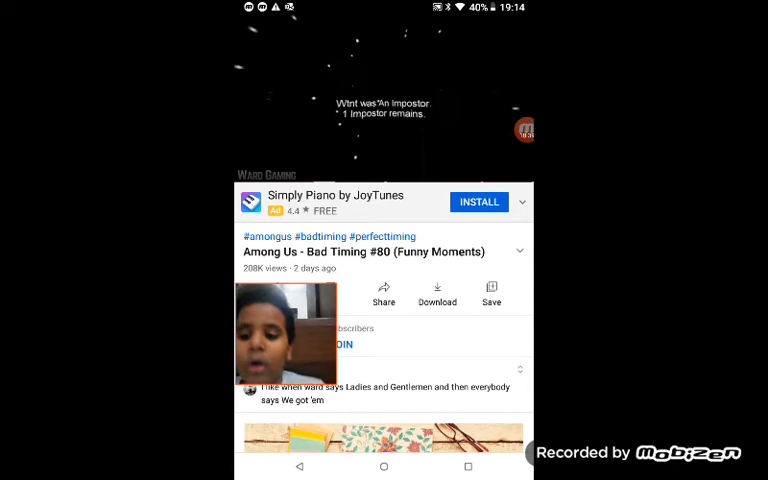 40% 19:14
Wtnt was An Impostor.
1 Impostor remains.
WARD GAMING
Simply Piano by JoyTunes
Ad 4.4 ★ FREE
INSTALL
#amongus #badtiming #perfecttiming
Among Us - Bad Timing #80 (Funny Moments)
208K views · 2 days ago
Share Download Save
bscribers
OIN
I like when ward says Ladies and Gentlemen and then everybody
says We got 'em
Recorded by mobizen